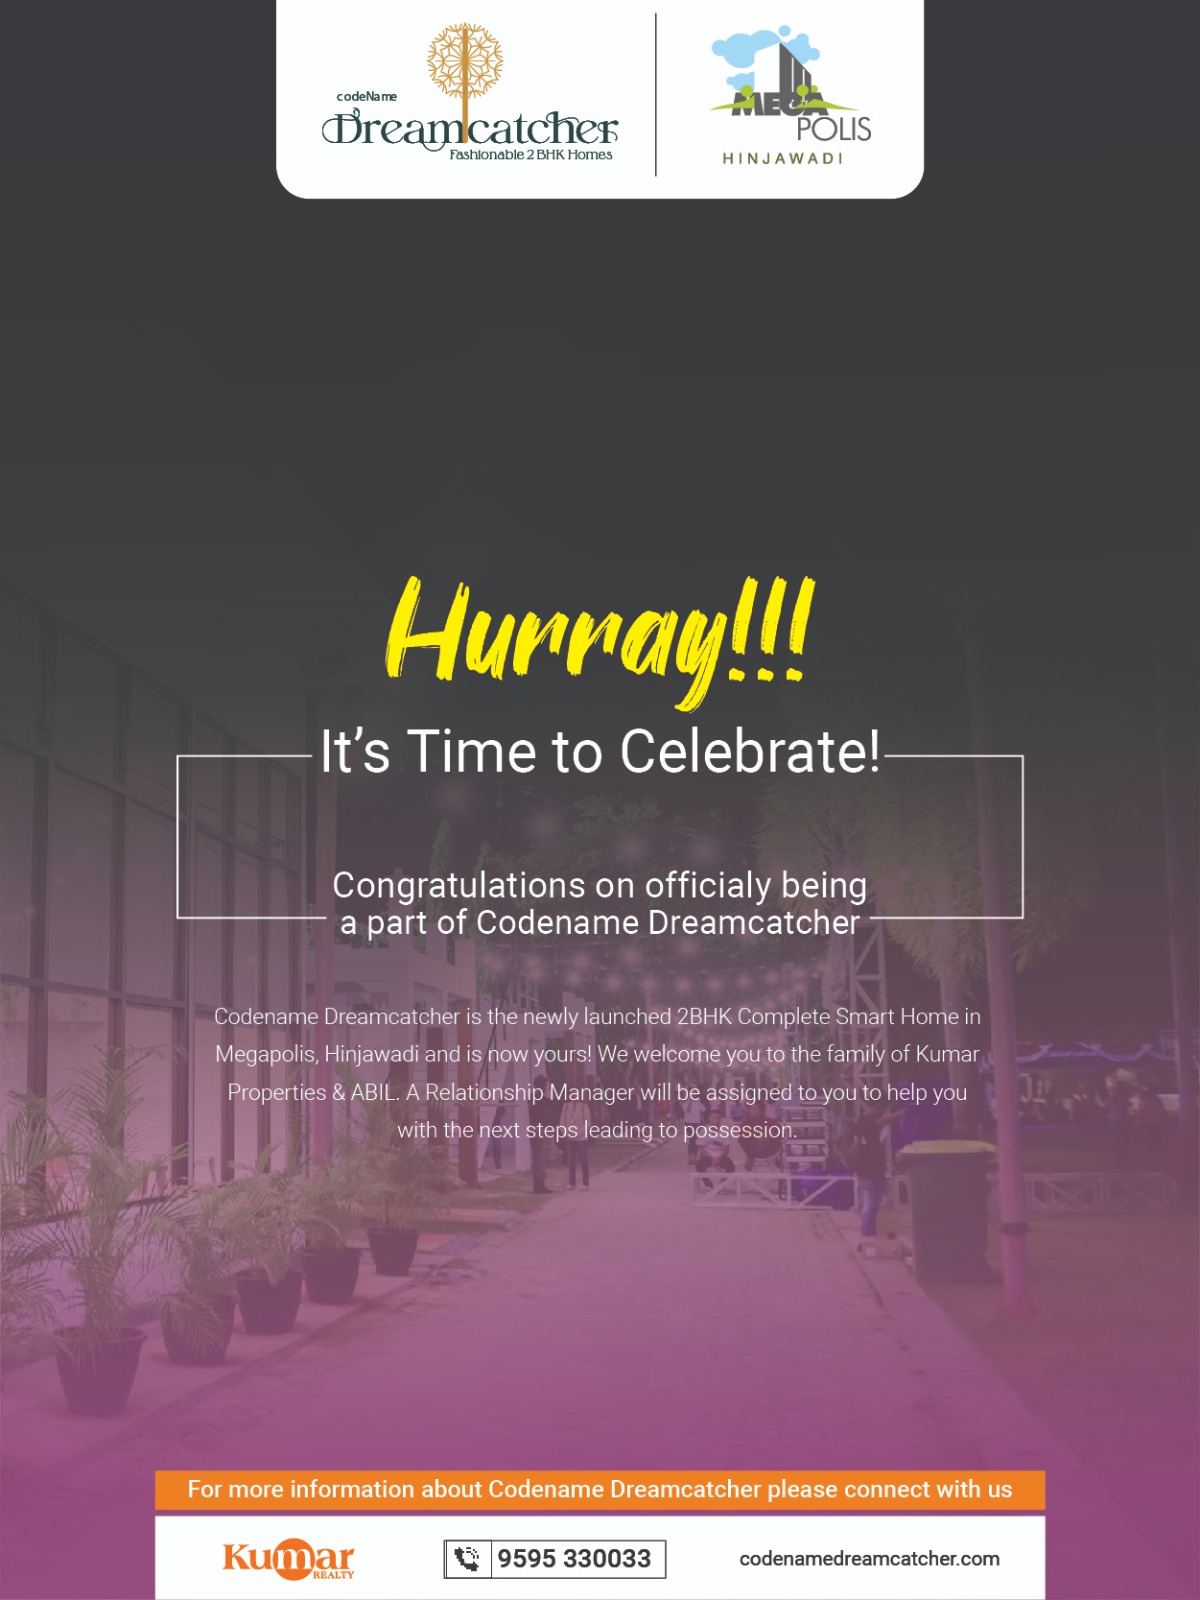 codeName
Dreamcatcher
Fashionable 2 BHK Homes
MEGA
POLIS
HINJAWADI
Hurray!!!
It's Time to Celebrate!
Congratulations on officialy being
a part of Codename Dreamcatcher
Codename Dreamcatcher is the newly launched 2BHK Complete Smart Home in
Megapolis, Hinjawadi and is now yours! We welcome you to the family of Kumar
Properties & ABIL. A Relationship Manager will be assigned to you to help you
with the next steps leading to possession.
For more information about Codename Dreamcatcher please connect with us
Kumar
REALTY
9595 330033
codenamedreamcatcher.com